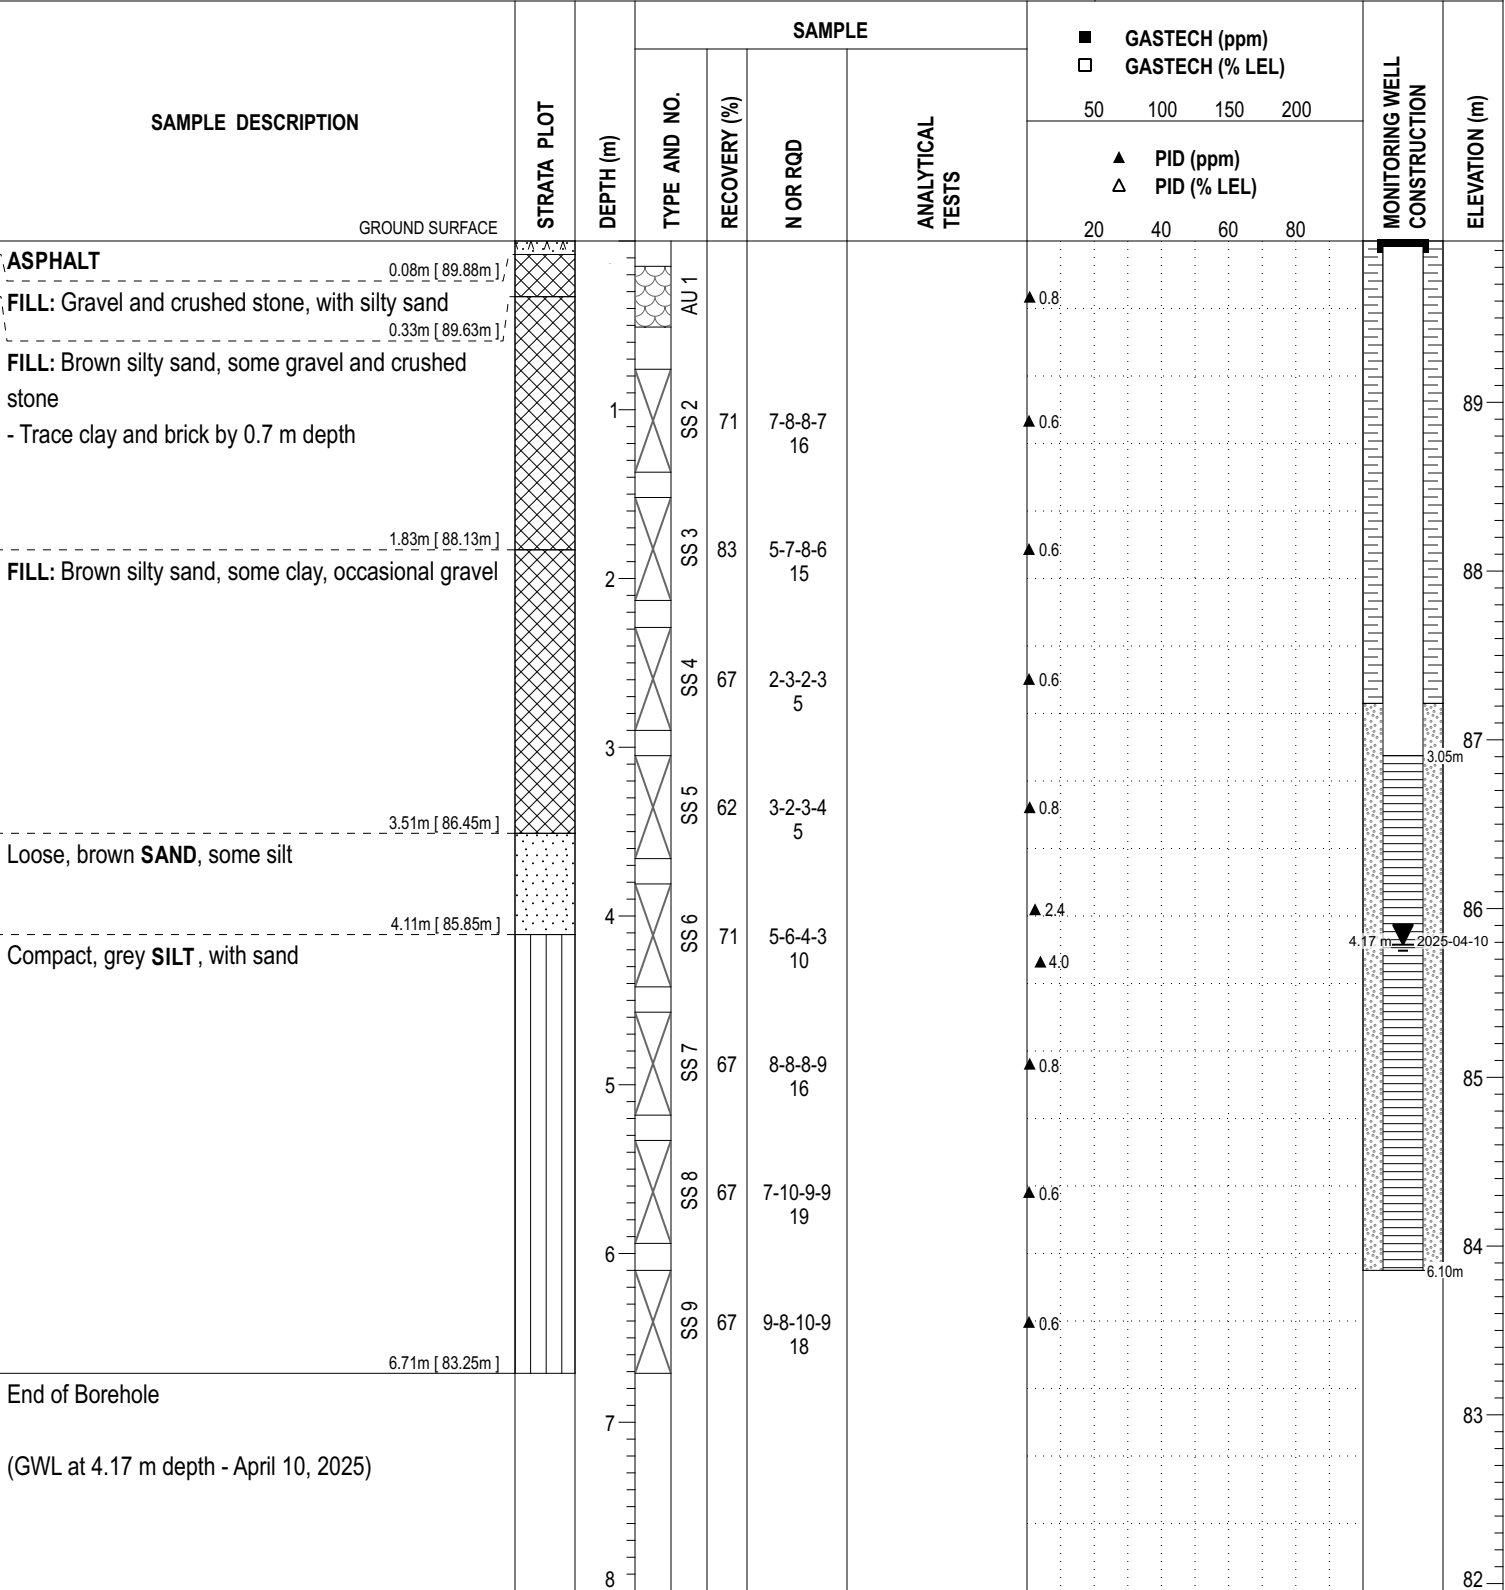 SAMPLE DESCRIPTION
GROUND SURFACE
STRATA PLOT
DEPTH (m)
SAMPLE
TYPE AND NO.
RECOVERY (%)
N OR RQD
ANALYTICAL
TESTS
■ GASTECH (ppm)
□ GASTECH (% LEL)
50 100 150 200
▲ PID (ppm)
△ PID (% LEL)
20 40 60 80
MONITORING WELL
CONSTRUCTION
ELEVATION (m)
ASPHALT
0.08m [ 89.88m ]
FILL: Gravel and crushed stone, with silty sand
0.33m [ 89.63m ]
FILL: Brown silty sand, some gravel and crushed
stone
- Trace clay and brick by 0.7 m depth
1.83m [ 88.13m ]
FILL: Brown silty sand, some clay, occasional gravel
3.51m [ 86.45m ]
Loose, brown SAND, some silt
4.11m [ 85.85m ]
Compact, grey SILT, with sand
6.71m [ 83.25m ]
End of Borehole
(GWL at 4.17 m depth - April 10, 2025)
1
2
3
4
5
6
7
8
AU 1
SS 2
SS 3
SS 4
SS 5
SS 6
SS 7
SS 8
SS 9
71
83
67
62
71
67
67
67
7-8-8-7
16
5-7-8-6
15
2-3-2-3
5
3-2-3-4
5
5-6-4-3
10
8-8-8-9
16
7-10-9-9
19
9-8-10-9
18
0.8
0.6
0.6
0.6
0.8
2.4
4.0
0.8
0.6
0.6
3.05m
4.17 m 2025-04-10
6.10m
89
88
87
86
85
84
83
82